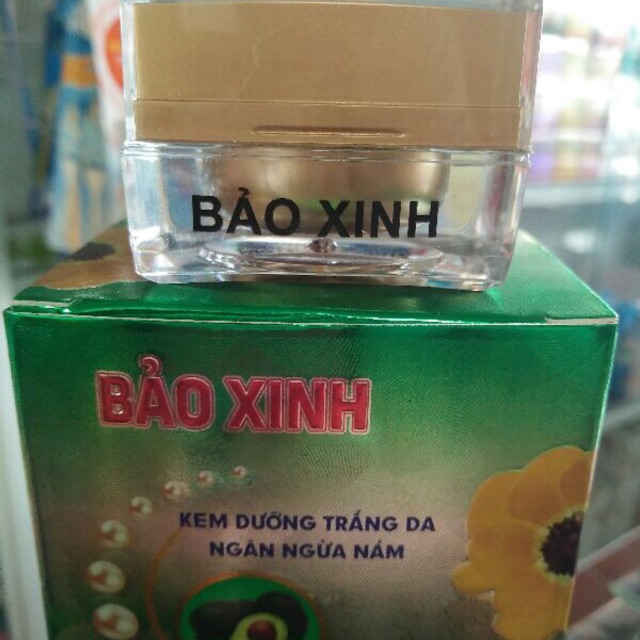 BẢO XINH
BẢO XINH
KEM DƯỠNG TRẮNG DA
NGĂN NGỪA NÁM